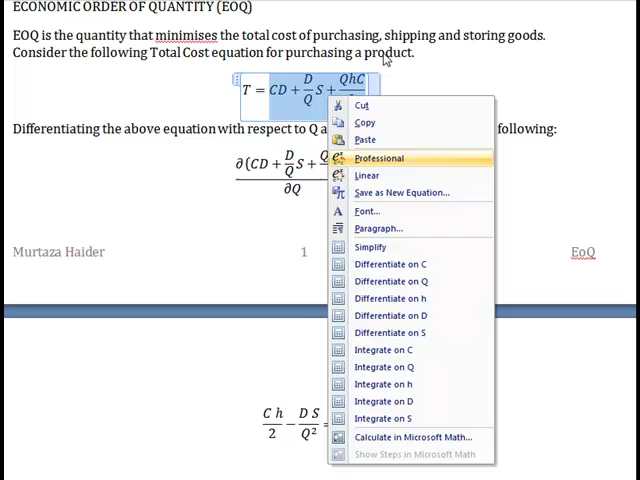 ECONOMIC ORDER OF QUANTITY (EOQ)
EOQ is the quantity that minimises the total cost of purchasing, shipping and storing goods.
Consider the following Total Cost equation for purchasing a product.
T = CD + D/Q S + QhC
Differentiating the above equation with respect to Q a following:
∂(CD + D/Q S + Q
∂Q
Murtaza Haider 1 EoQ
C h/2 − D S/Q² =
Cut
Copy
Paste
Professional
Linear
Save as New Equation...
Font...
Paragraph...
Simplify
Differentiate on C
Differentiate on Q
Differentiate on h
Differentiate on D
Differentiate on S
Integrate on C
Integrate on Q
Integrate on h
Integrate on D
Integrate on S
Calculate in Microsoft Math...
Show Steps in Microsoft Math